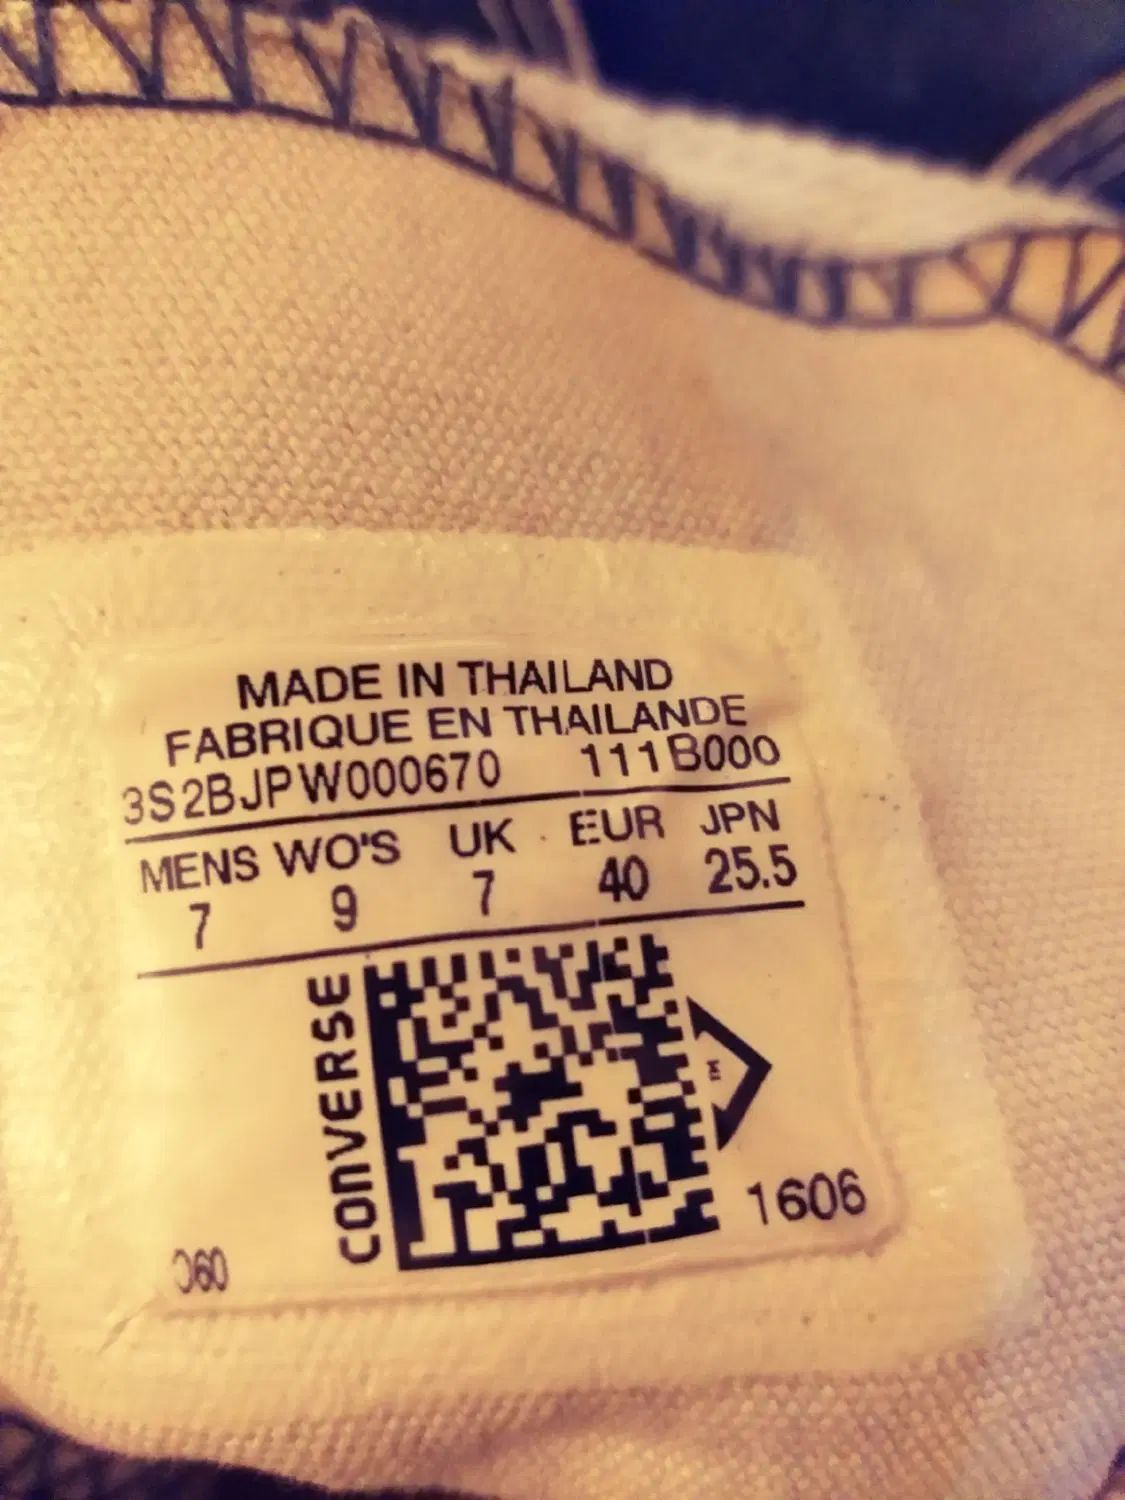 MADE IN THAILAND
FABRIQUE EN THAILANDE
3S2BJPW000670 111B000
MENS WO'S UK EUR JPN
7 9 7 40 25.5
CONVERSE
TM
1606
060